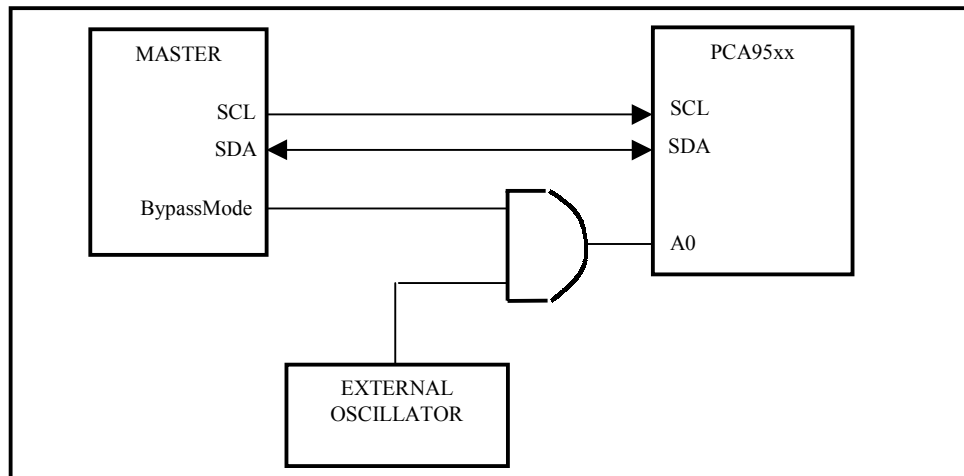 MASTER
SCL
SDA
BypassMode
PCA95xx
SCL
SDA
A0
EXTERNAL
OSCILLATOR